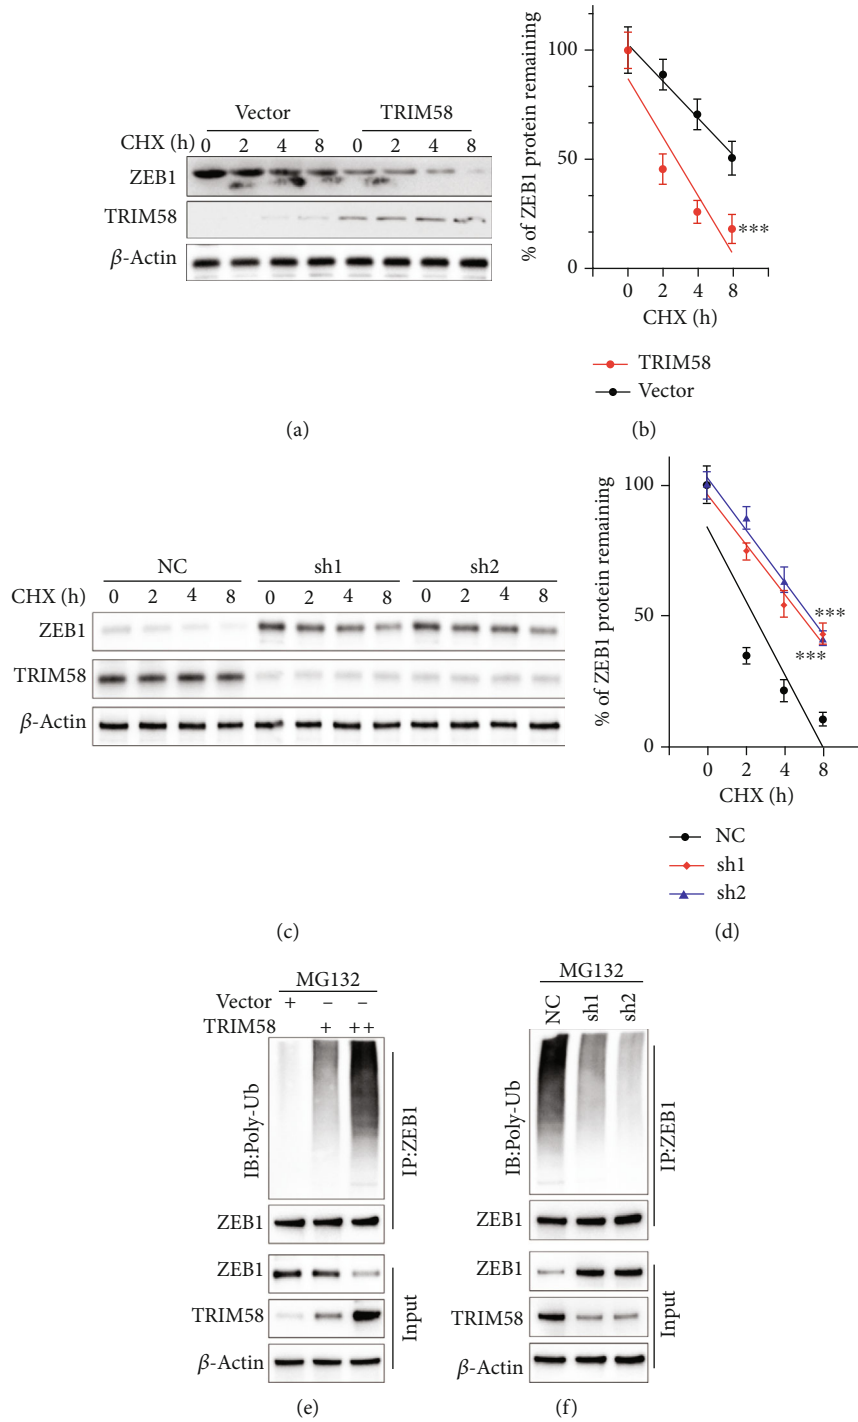 Vector TRIM58
CHX (h) 0 2 4 8 0 2 4 8
ZEB1
TRIM58
β-Actin
(a)
% of ZEB1 protein remaining
100
50
0
0 2 4 8
CHX (h)
TRIM58
Vector
***
(b)
NC sh1 sh2
CHX (h) 0 2 4 8 0 2 4 8 0 2 4 8
ZEB1
TRIM58
β-Actin
(c)
% of ZEB1 protein remaining
100
50
0
0 2 4 8
CHX (h)
***
***
NC
sh1
sh2
(d)
MG132
Vector + – –
TRIM58 + ++
IB:Poly-Ub
IP:ZEB1
ZEB1
ZEB1
TRIM58
β-Actin
Input
(e)
MG132
NC sh1 sh2
IB:Poly-Ub
IP:ZEB1
ZEB1
ZEB1
TRIM58
β-Actin
Input
(f)